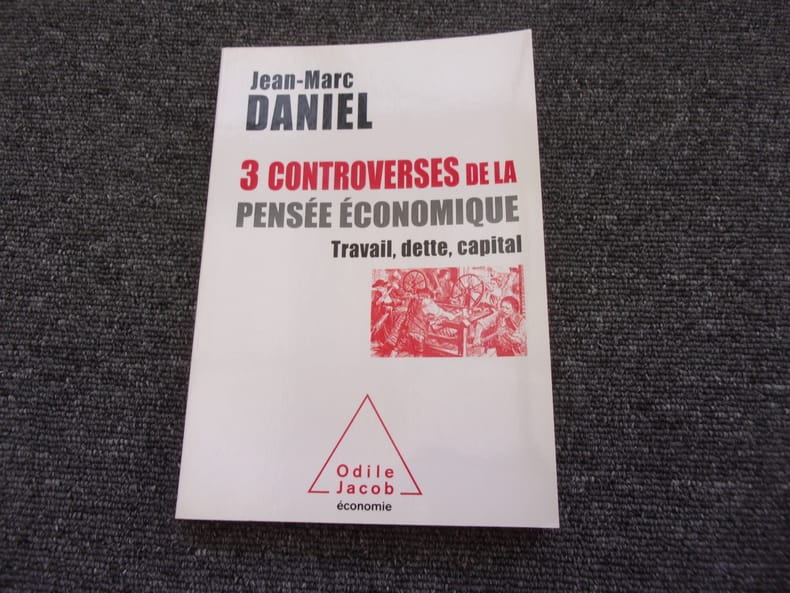 Jean-Marc
DANIEL
3 CONTROVERSES DE LA
PENSÉE ÉCONOMIQUE
Travail, dette, capital
Odile
Jacob
économie